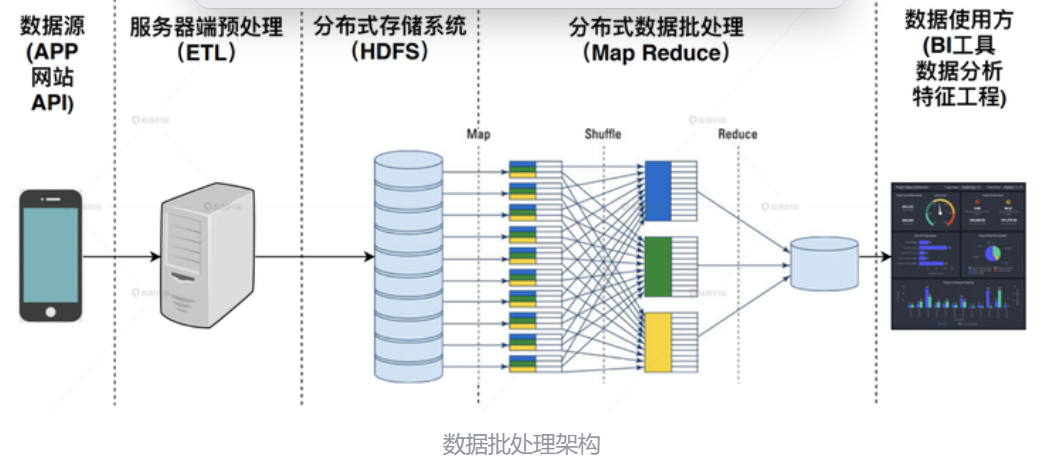 数据源
(APP
网站
API)
服务器端预处理
（ETL）
分布式存储系统
（HDFS）
分布式数据批处理
（Map Reduce）
数据使用方
(BI工具
数据分析
特征工程)
Map
Shuffle
Reduce
数据批处理架构